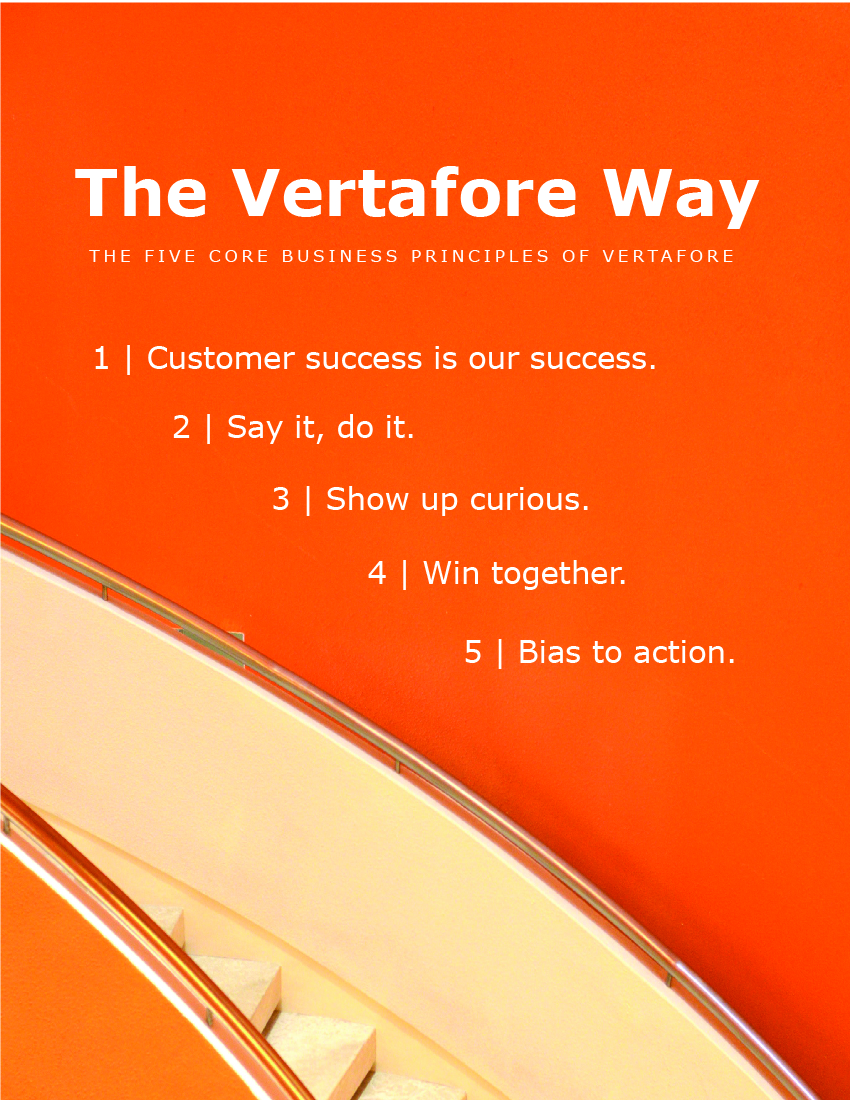 The Vertafore Way
THE FIVE CORE BUSINESS PRINCIPLES OF VERTAFORE
1 | Customer success is our success.
2 | Say it, do it.
3 | Show up curious.
4 | Win together.
5 | Bias to action.